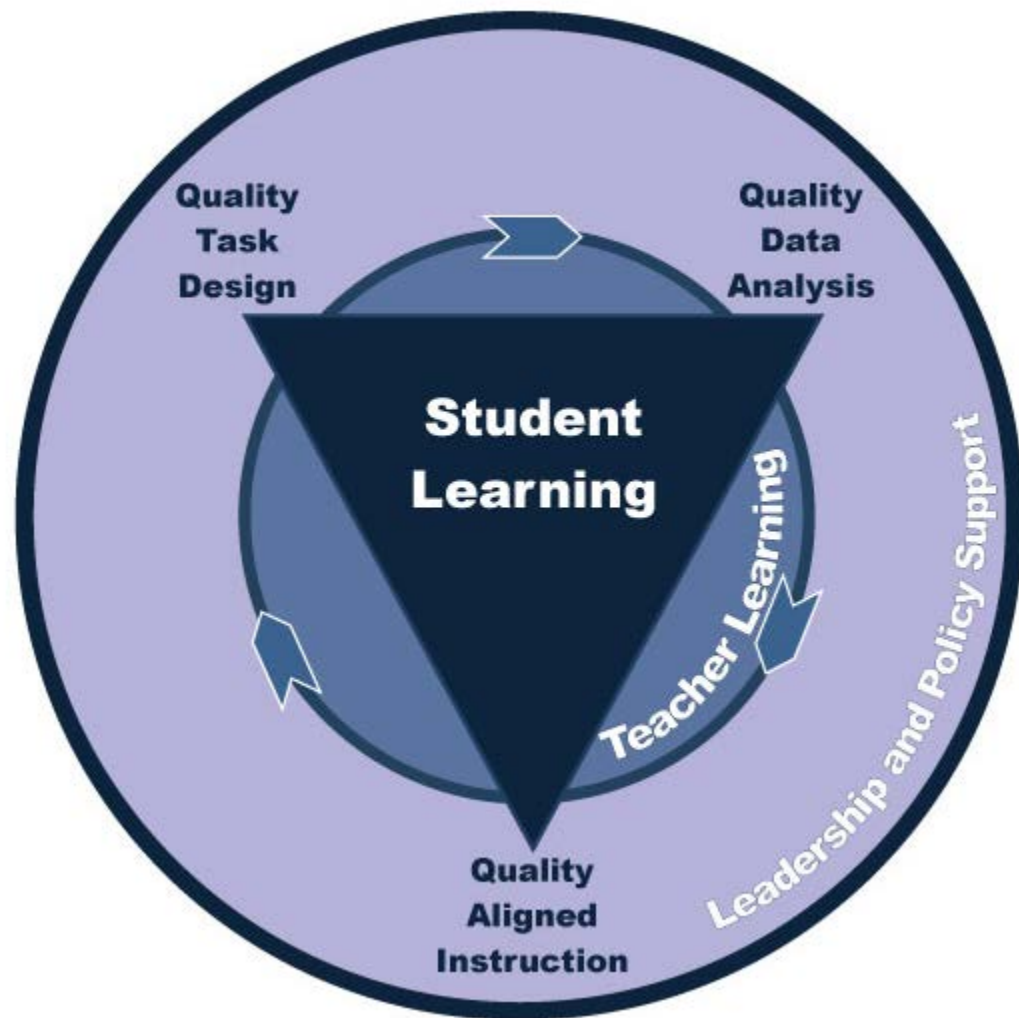 Quality
Task
Design
Quality
Data
Analysis
Student
Learning
Teacher Learning
Leadership and Policy Support
Quality
Aligned
Instruction